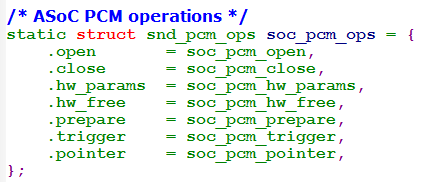 /* ASoC PCM operations */
static struct snd_pcm_ops soc_pcm_ops = {
    .open       = soc_pcm_open,
    .close      = soc_pcm_close,
    .hw_params  = soc_pcm_hw_params,
    .hw_free    = soc_pcm_hw_free,
    .prepare    = soc_pcm_prepare,
    .trigger    = soc_pcm_trigger,
    .pointer    = soc_pcm_pointer,
};